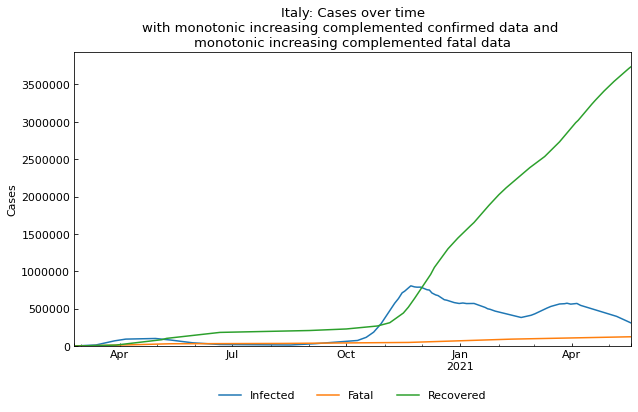 Italy: Cases over time
with monotonic increasing complemented confirmed data and
monotonic increasing complemented fatal data
Cases
3500000
3000000
2500000
2000000
1500000
1000000
500000
0
Apr
Jul
Oct
Jan
2021
Apr
Infected
Fatal
Recovered